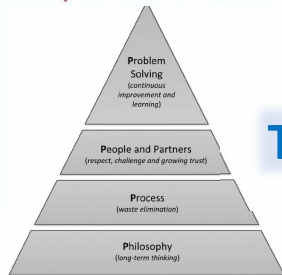 Problem
Solving
(continuous
improvement and
learning)
People and Partners
(respect, challenge and growing trust)
Process
(waste elimination)
Philosophy
(long-term thinking)
T